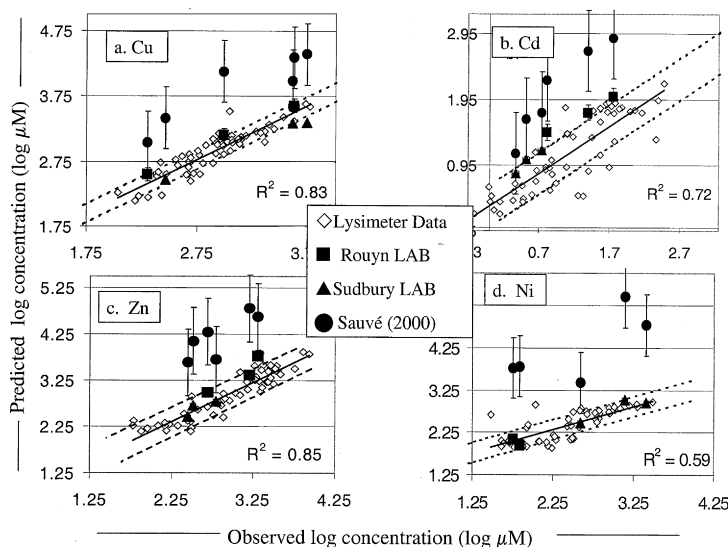 Predicted log concentration (log µM)
4.75
3.75
2.75
1.75
a. Cu
R² = 0.83
1.75
2.75
2.95
1.95
0.95
b. Cd
R² = 0.72
0.7
1.7
2.7
Lysimeter Data
Rouyn LAB
Sudbury LAB
Sauvé (2000)
5.25
4.25
3.25
2.25
1.25
c. Zn
R² = 0.85
1.25
2.25
3.25
4.25
4.25
3.25
2.25
1.25
d. Ni
R² = 0.59
1.25
2.25
3.25
4.25
Observed log concentration (log µM)